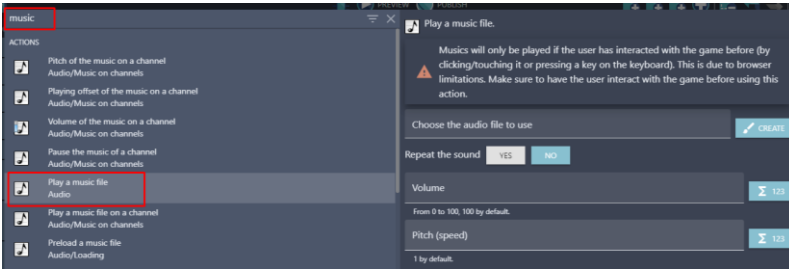 PREVIEW
PUBLISH
music
ACTIONS
Pitch of the music on a channel
Audio/Music on channels
Playing offset of the music on a channel
Audio/Music on channels
Volume of the music on a channel
Audio/Music on channels
Pause the music of a channel
Audio/Music on channels
Play a music file
Audio
Play a music file on a channel
Audio/Music on channels
Preload a music file
Audio/Loading
Play a music file.
Musics will only be played if the user has interacted with the game before (by
clicking/touching it or pressing a key on the keyboard). This is due to browser
limitations. Make sure to have the user interact with the game before using this
action.
Choose the audio file to use
CREATE
Repeat the sound YES NO
Volume
Σ 123
From 0 to 100, 100 by default.
Pitch (speed)
Σ 123
1 by default.